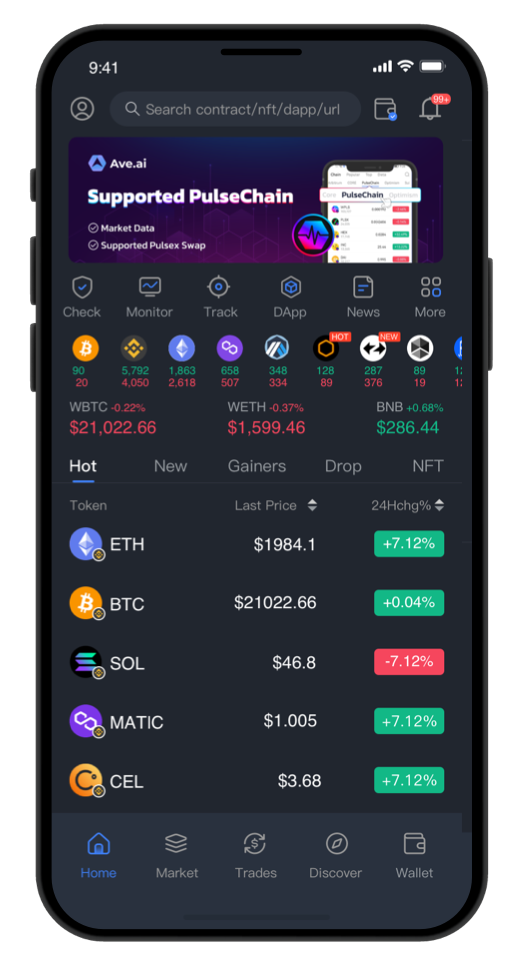 9:41
Search contract/nft/dapp/url
99+
Ave.ai
Supported PulseChain
Market Data
Supported Pulsex Swap
PulseChain
Check Monitor Track DApp News More
HOT NEW
90 5,792 1,863 658 348 128 287 89
20 4,050 2,618 507 334 89 376 19
WBTC -0.22% WETH -0.37% BNB +0.68%
$21,022.66 $1,599.46 $286.44
Hot New Gainers Drop NFT
Token Last Price 24Hchg%
ETH $1984.1 +7.12%
BTC $21022.66 +0.04%
SOL $46.8 -7.12%
MATIC $1.005 +7.12%
CEL $3.68 +7.12%
Home Market Trades Discover Wallet